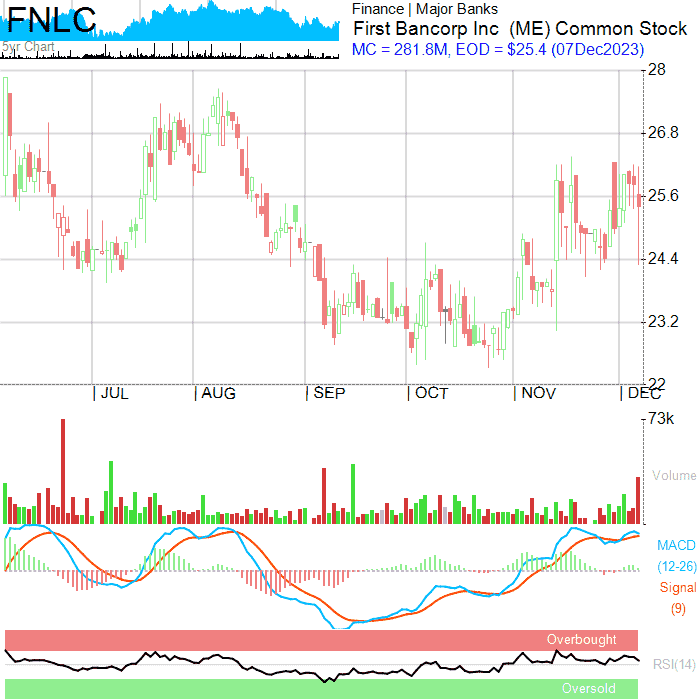 FNLC
5yr Chart
Finance | Major Banks
First Bancorp Inc (ME) Common Stock
MC = 281.8M, EOD = $25.4 (07Dec2023)
28
26.8
25.6
24.4
23.2
22
JUL AUG SEP OCT NOV DEC
73k
Volume
MACD
(12-26)
Signal
(9)
Overbought
RSI(14)
Oversold